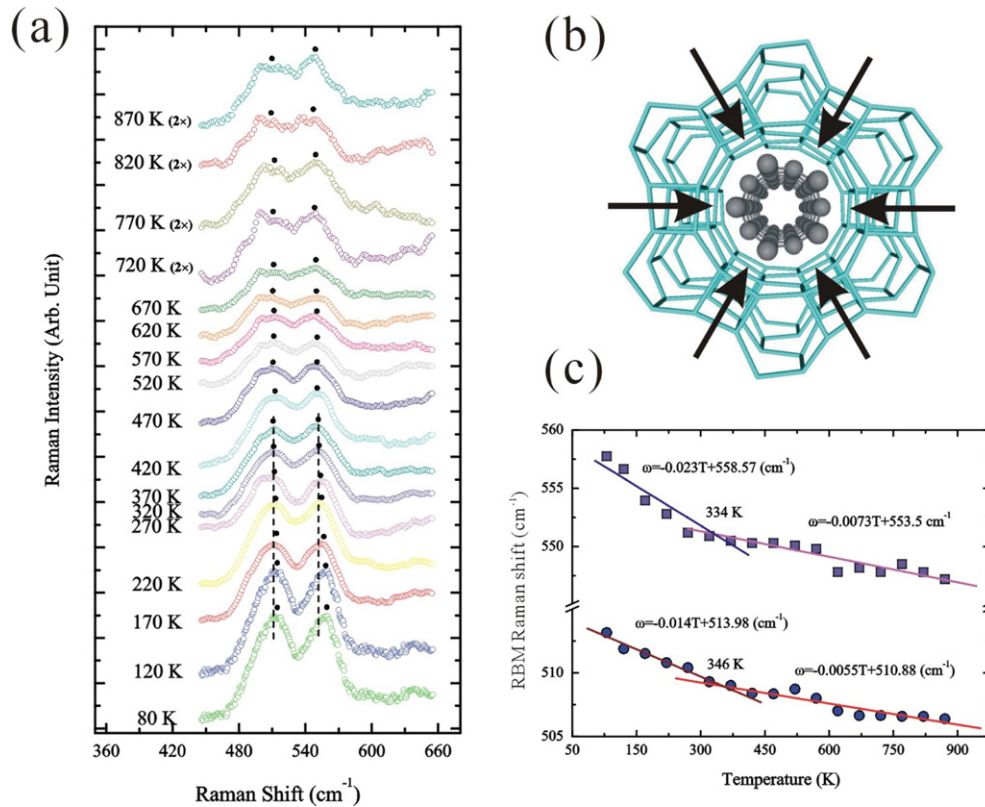 (a)
870 K (2×)
820 K (2×)
770 K (2×)
720 K (2×)
670 K
620 K
570 K
520 K
470 K
420 K
370 K
320 K
270 K
220 K
170 K
120 K
80 K
360 420 480 540 600 660
Raman Shift (cm⁻¹)
Raman Intensity (Arb. Unit)
(b)
(c)
560
555
550
510
505
ω=-0.023T+558.57 (cm⁻¹)
334 K
ω=-0.0073T+553.5 cm⁻¹
ω=-0.014T+513.98 (cm⁻¹)
346 K
ω=-0.0055T+510.88 (cm⁻¹)
50 150 300 450 600 750 900
Temperature (K)
RBM Raman shift (cm⁻¹)